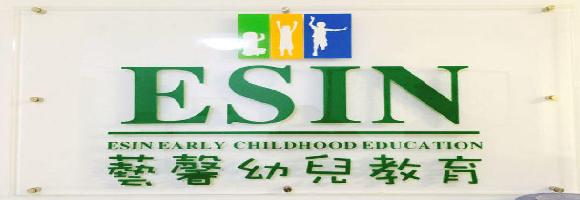 ESIN
ESIN EARLY CHILDHOOD EDUCATION
藝馨幼兒教育